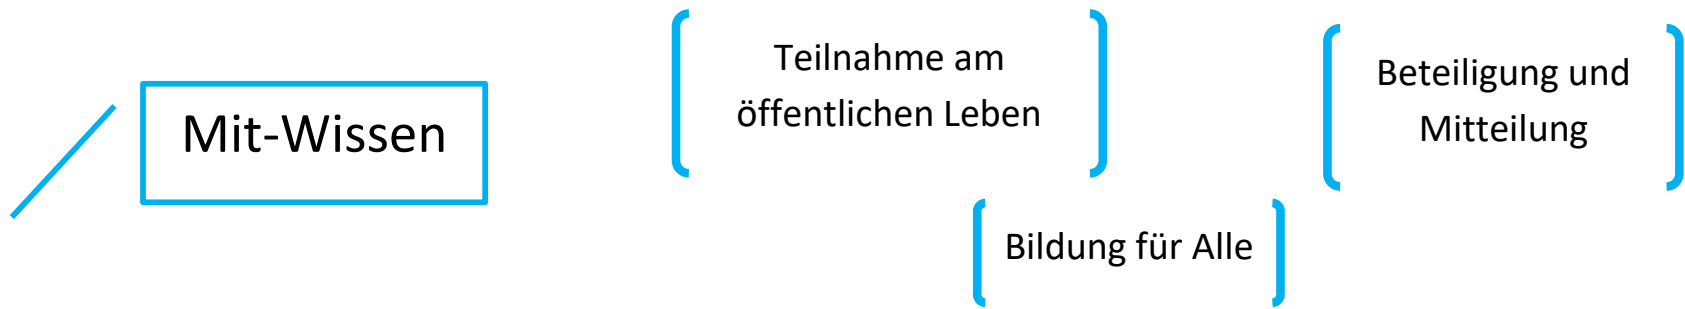 Mit-Wissen
Teilnahme am
öffentlichen Leben
Beteiligung und
Mitteilung
Bildung für Alle